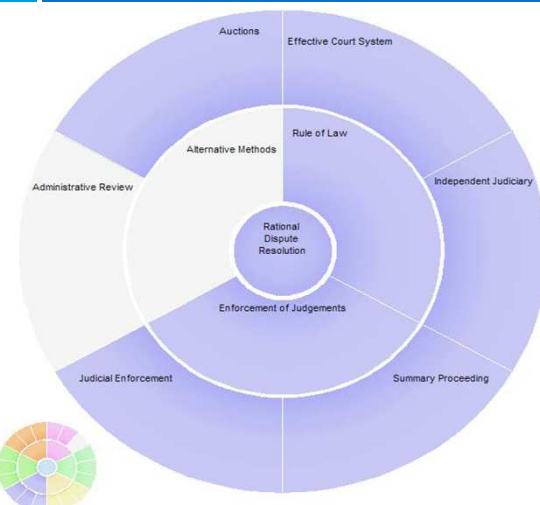 Auctions
Effective Court System
Alternative Methods
Rule of Law
Administrative Review
Independent Judiciary
Rational
Dispute
Resolution
Enforcement of Judgements
Judicial Enforcement
Summary Proceeding